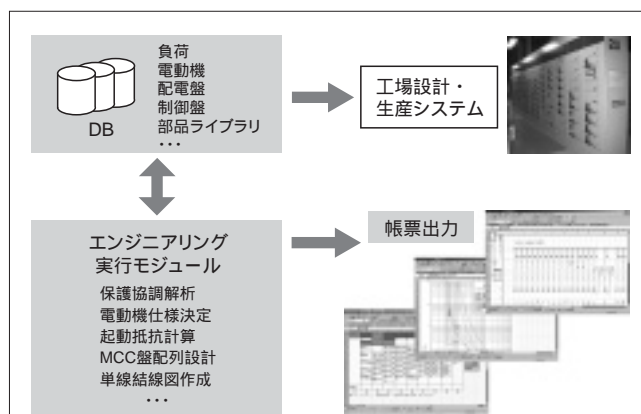 負荷
電動機
配電盤
制御盤
部品ライブラリ
・・・
DB
工場設計・
生産システム
エンジニアリング
実行モジュール
保護協調解析
電動機仕様決定
起動抵抗計算
MCC盤配列設計
単線結線図作成
・・・
帳票出力